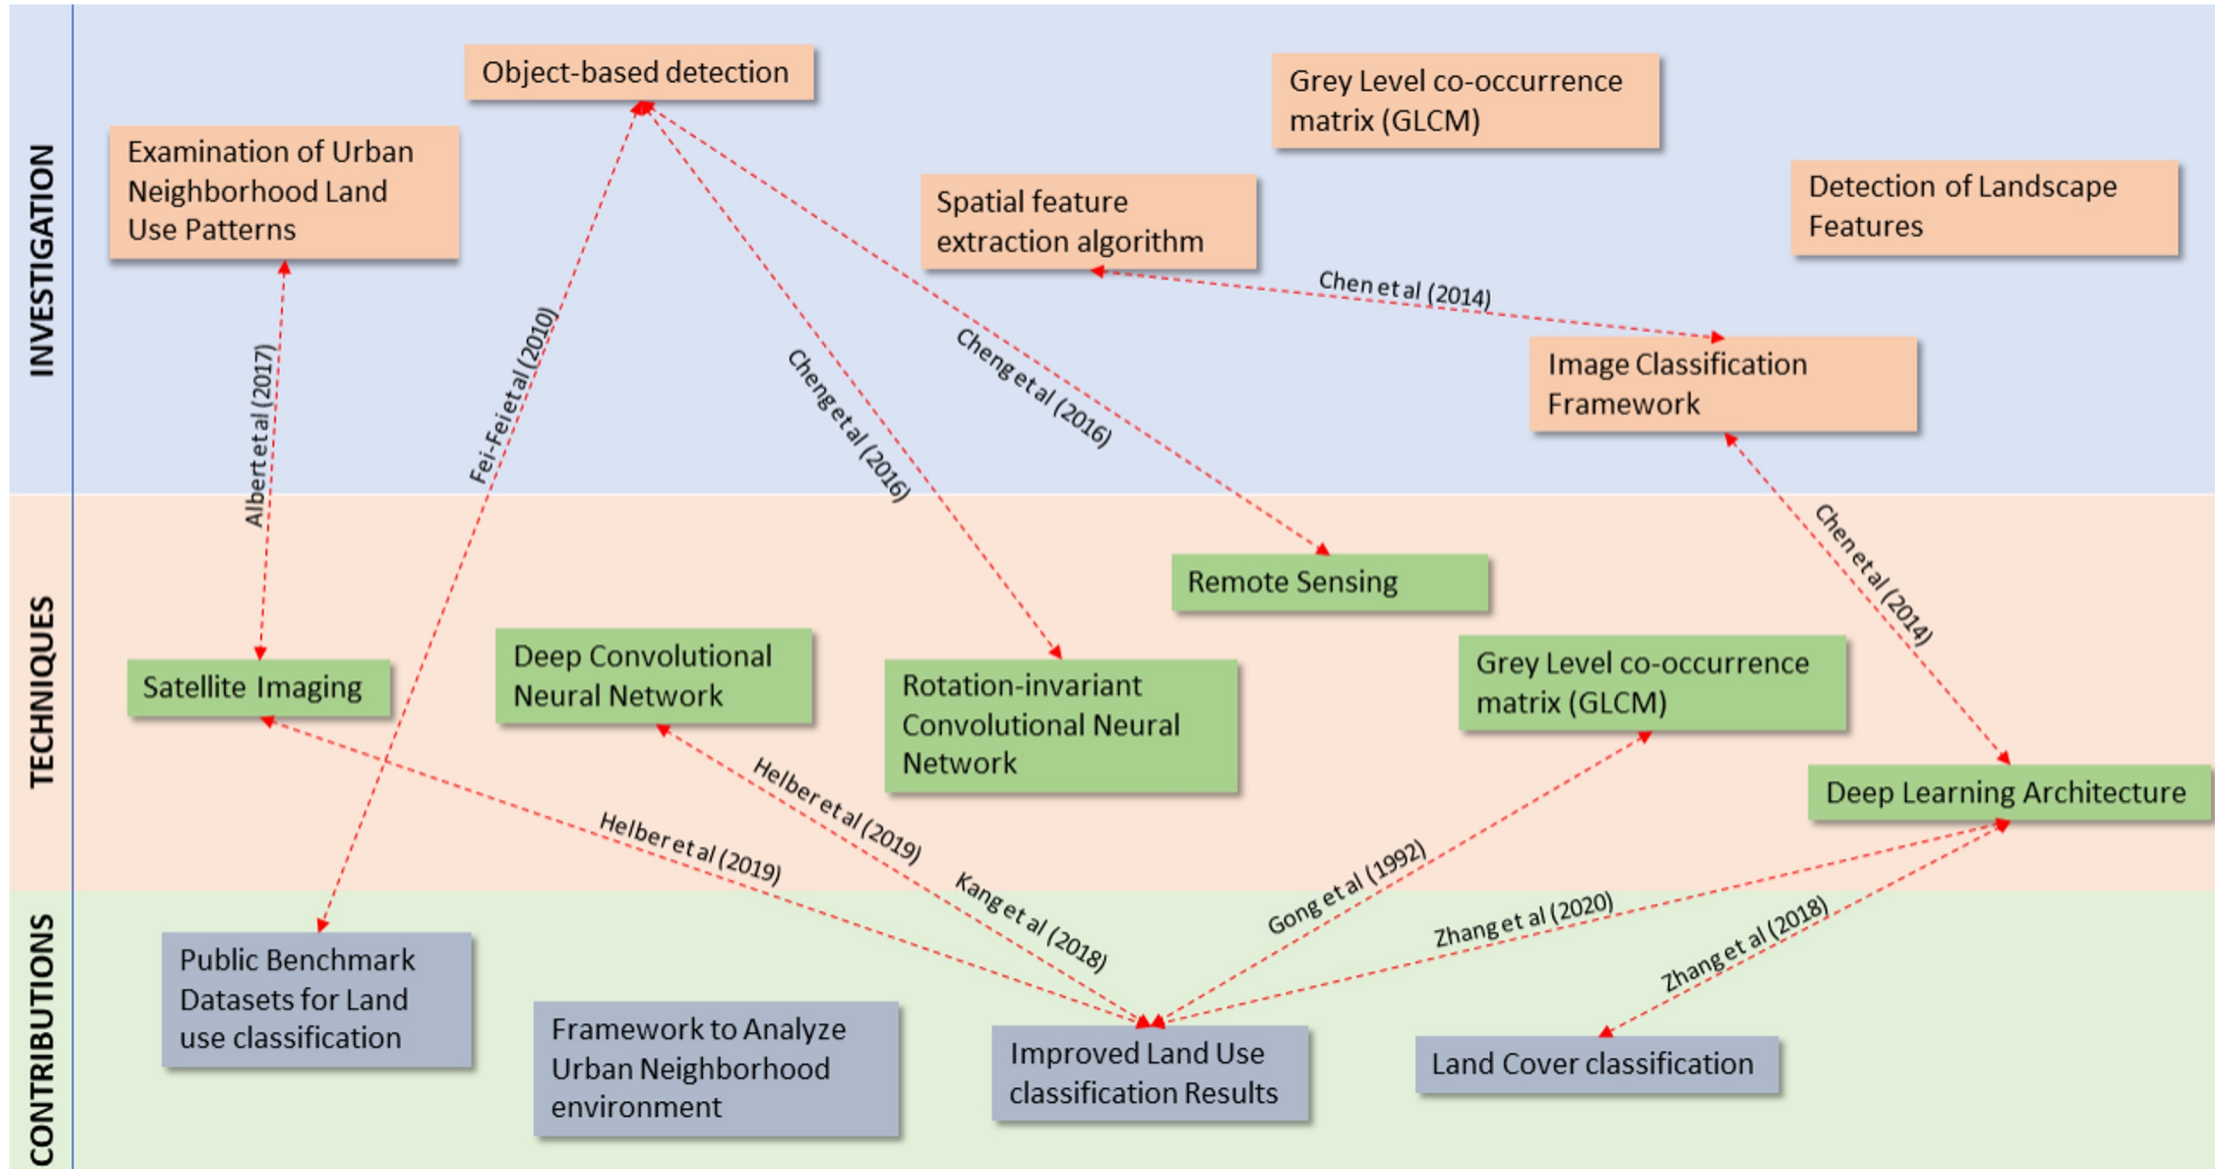 INVESTIGATION
Object-based detection
Grey Level co-occurrence
matrix (GLCM)
Examination of Urban
Neighborhood Land
Use Patterns
Spatial feature
extraction algorithm
Detection of Landscape
Features
Chen et al (2014)
Image Classification
Framework
Albert et al (2017)
Fei-Fei et al (2010)
Cheng et al (2016)
Cheng et al (2016)
Chen et al (2014)
TECHNIQUES
Remote Sensing
Satellite Imaging
Deep Convolutional
Neural Network
Rotation-invariant
Convolutional Neural
Network
Grey Level co-occurrence
matrix (GLCM)
Deep Learning Architecture
Helber et al (2019)
Helber et al (2019)
Kang et al (2018)
Gong et al (1992)
Zhang et al (2020)
Zhang et al (2018)
CONTRIBUTIONS
Public Benchmark
Datasets for Land
use classification
Framework to Analyze
Urban Neighborhood
environment
Improved Land Use
classification Results
Land Cover classification